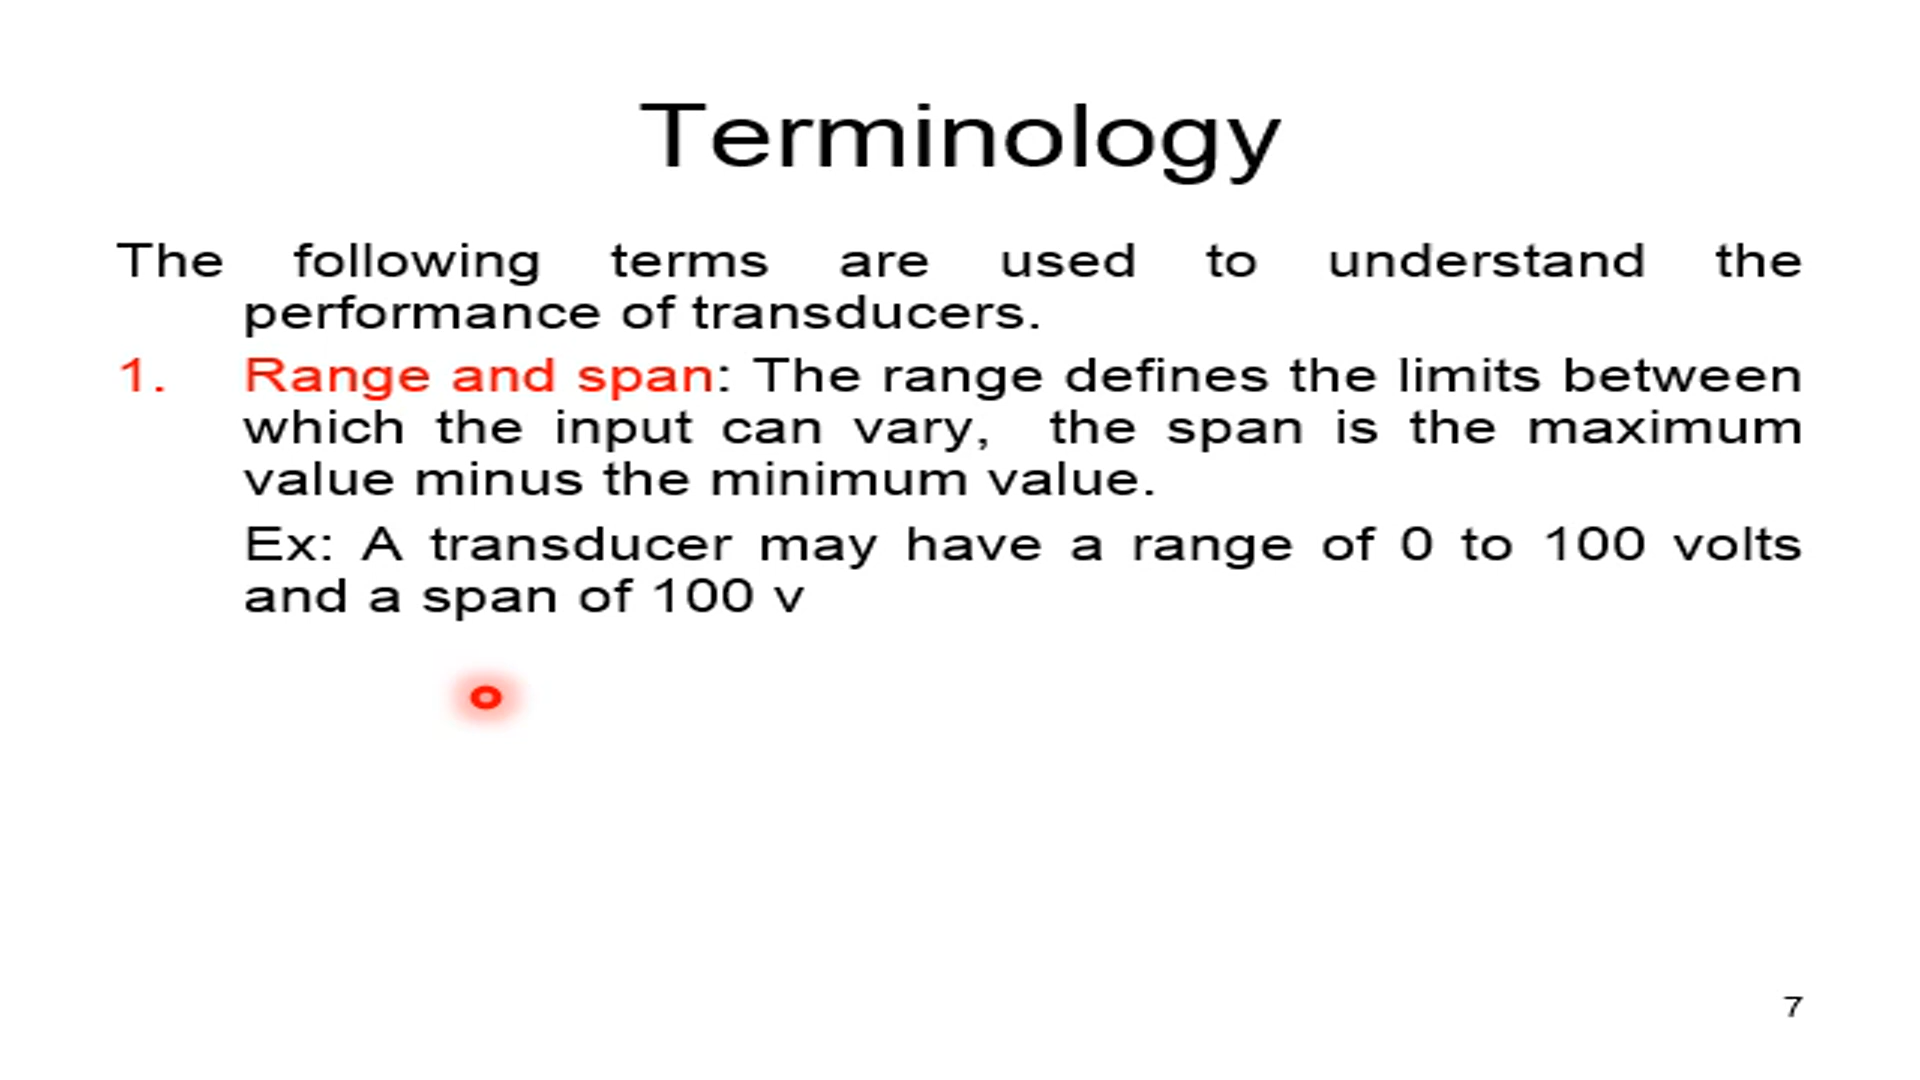 Terminology
The following terms are used to understand the
performance of transducers.
1. Range and span: The range defines the limits between
which the input can vary, the span is the maximum
value minus the minimum value.
Ex: A transducer may have a range of 0 to 100 volts
and a span of 100 v
7